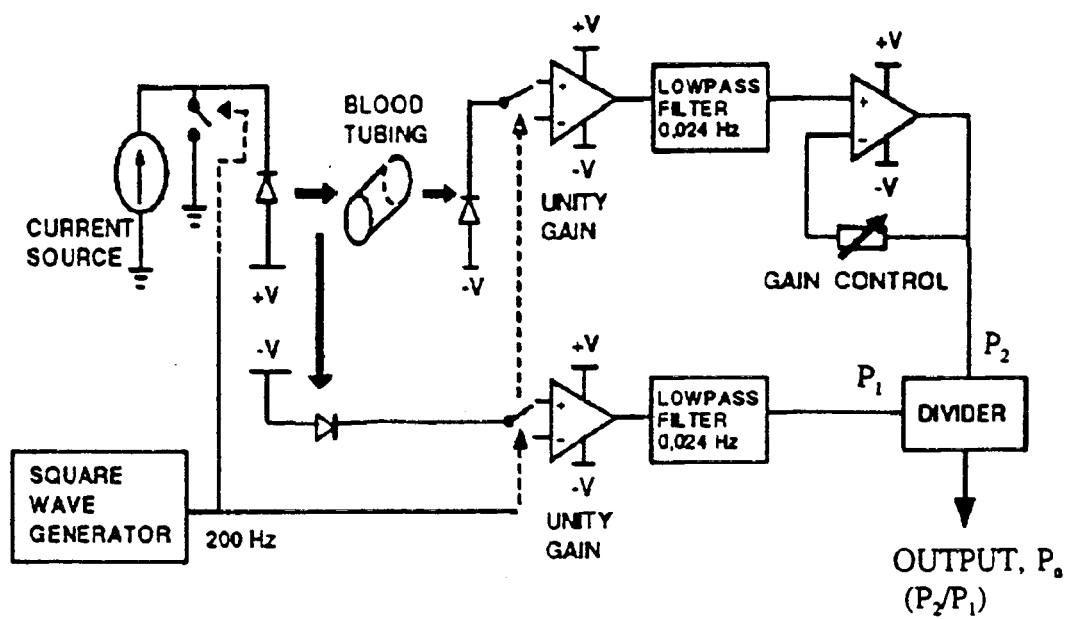 +V
+V
BLOOD
TUBING
+
-
LOWPASS
FILTER
0,024 Hz
+
-
-V
-V
CURRENT
SOURCE
UNITY
GAIN
+V
-V
GAIN CONTROL
-V
+V
P2
P1
+
-
LOWPASS
FILTER
0,024 Hz
DIVIDER
SQUARE
WAVE
GENERATOR
-V
200 Hz
UNITY
GAIN
OUTPUT, Pa
(P2/P1)